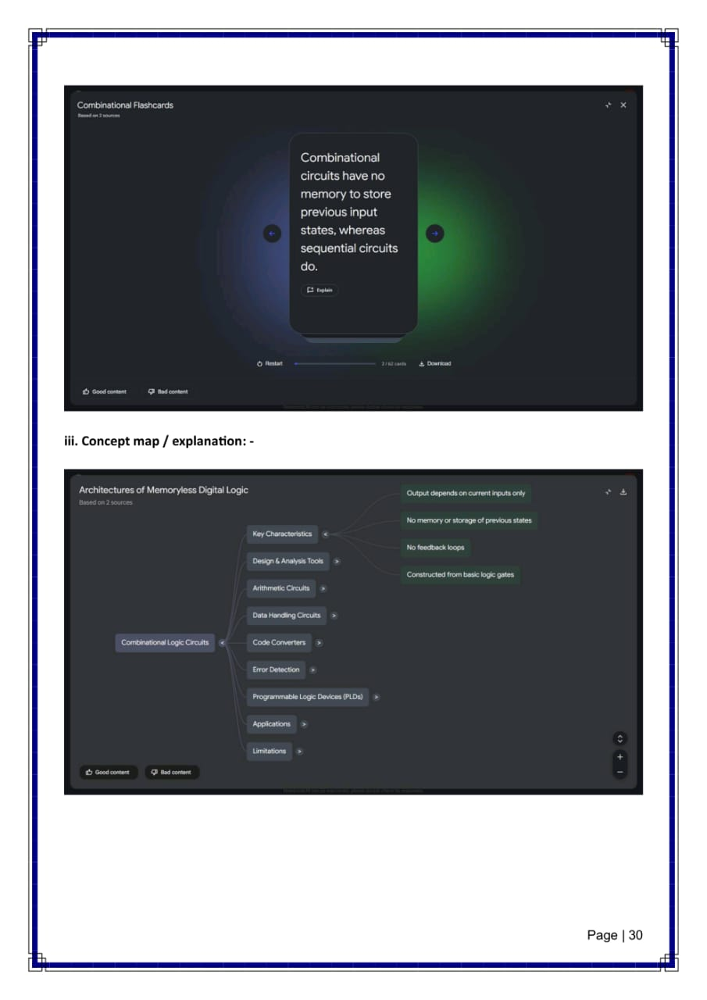 Combinational Flashcards
Based on 2 sources
Combinational
circuits have no
memory to store
previous input
states, whereas
sequential circuits
do.
Explain
Restart
2 / 62 cards
Download
Good content
Bad content
iii. Concept map / explanation: -
Architectures of Memoryless Digital Logic
Based on 2 sources
Output depends on current inputs only
No memory or storage of previous states
No feedback loops
Constructed from basic logic gates
Key Characteristics
Design & Analysis Tools
Arithmetic Circuits
Data Handling Circuits
Combinational Logic Circuits
Code Converters
Error Detection
Programmable Logic Devices (PLDs)
Applications
Limitations
Good content
Bad content
Page | 30